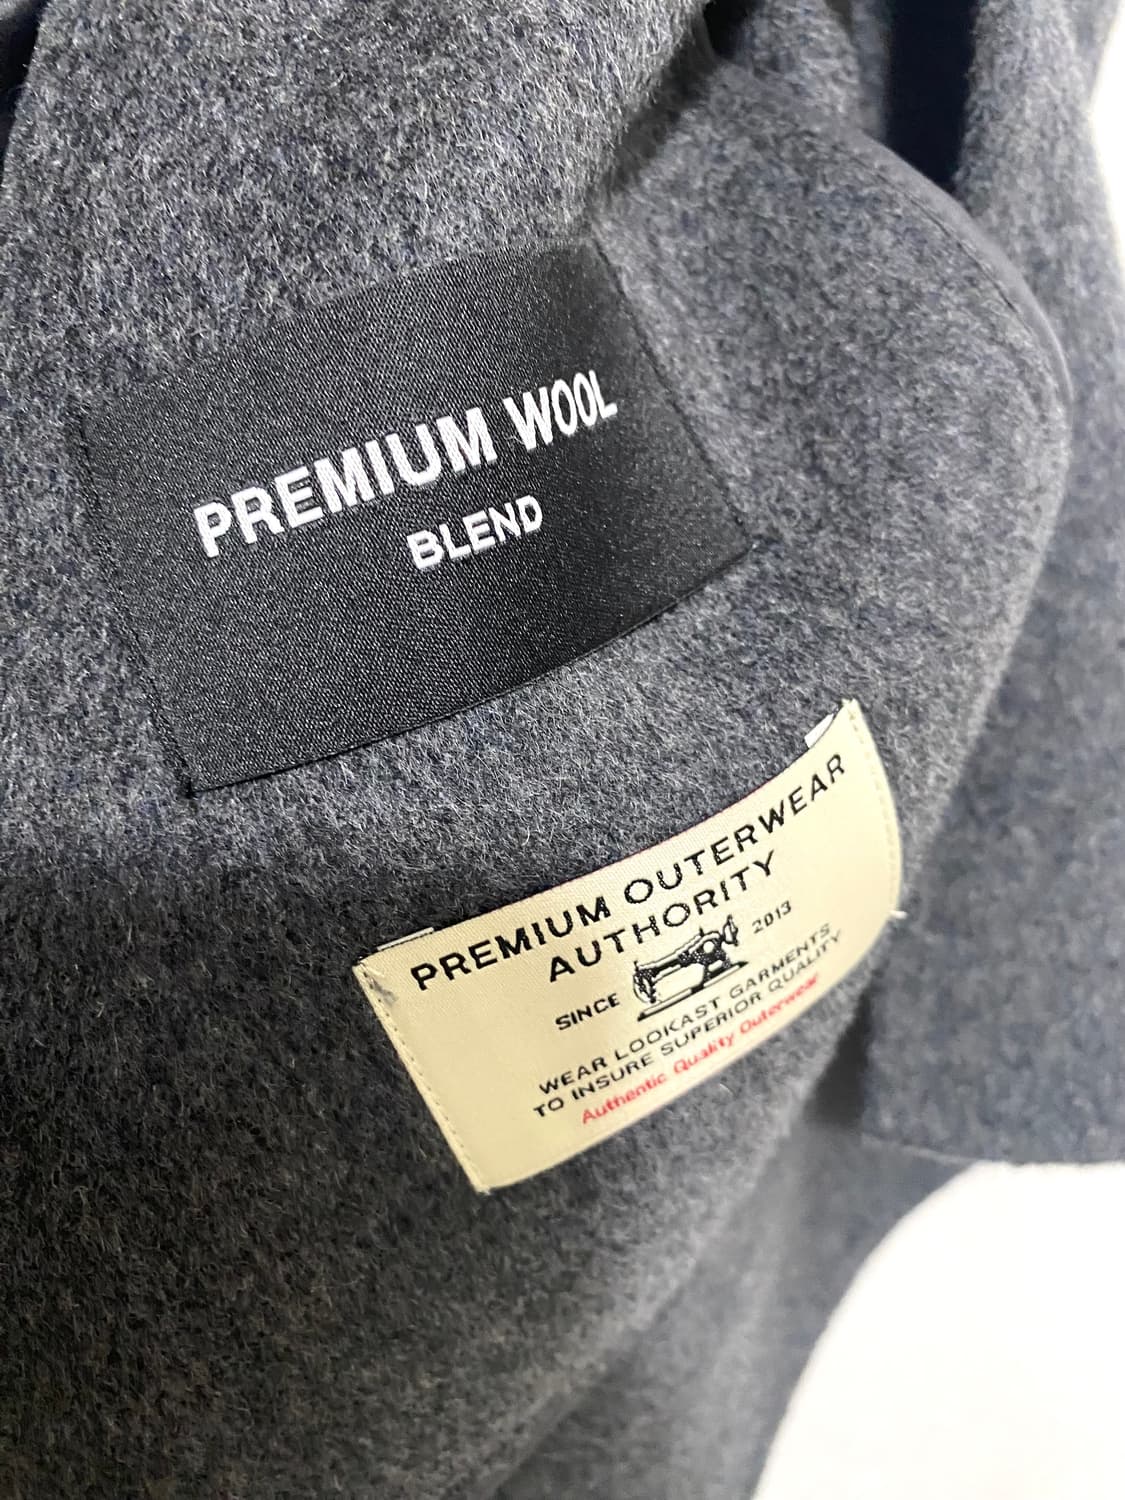 PREMIUM WOOL
BLEND
PREMIUM OUTERWEAR
AUTHORITY
SINCE 2013
WEAR LOOKAST GARMENTS
TO INSURE SUPERIOR QUALITY
Authentic Quality Outerwear